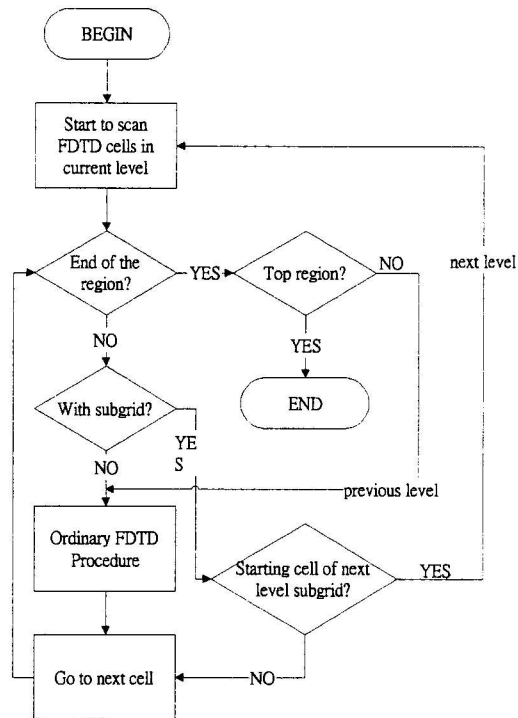 BEGIN
Start to scan
FDTD cells in
current level
next level
End of the
region?
YES
Top region?
NO
NO
YES
With subgrid?
END
YE
S
NO
previous level
Ordinary FDTD
Procedure
Starting cell of next
level subgrid?
YES
Go to next cell
NO